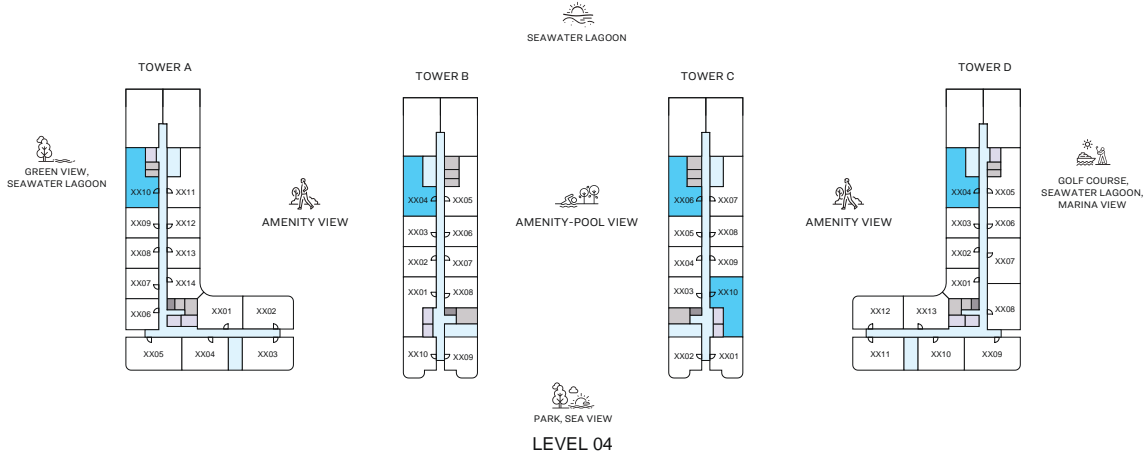 SEAWATER LAGOON
TOWER A
TOWER B
TOWER C
TOWER D
GREEN VIEW,
SEAWATER LAGOON
AMENITY VIEW
AMENITY-POOL VIEW
AMENITY VIEW
GOLF COURSE,
SEAWATER LAGOON,
MARINA VIEW
XX10
XX11
XX09
XX12
XX08
XX13
XX07
XX14
XX06
XX01
XX02
XX05
XX04
XX03
XX04
XX05
XX03
XX06
XX02
XX07
XX01
XX08
XX10
XX09
XX06
XX07
XX05
XX08
XX04
XX09
XX03
XX10
XX02
XX01
XX04
XX05
XX03
XX06
XX02
XX07
XX01
XX08
XX12
XX13
XX11
XX10
XX09
PARK, SEA VIEW
LEVEL 04